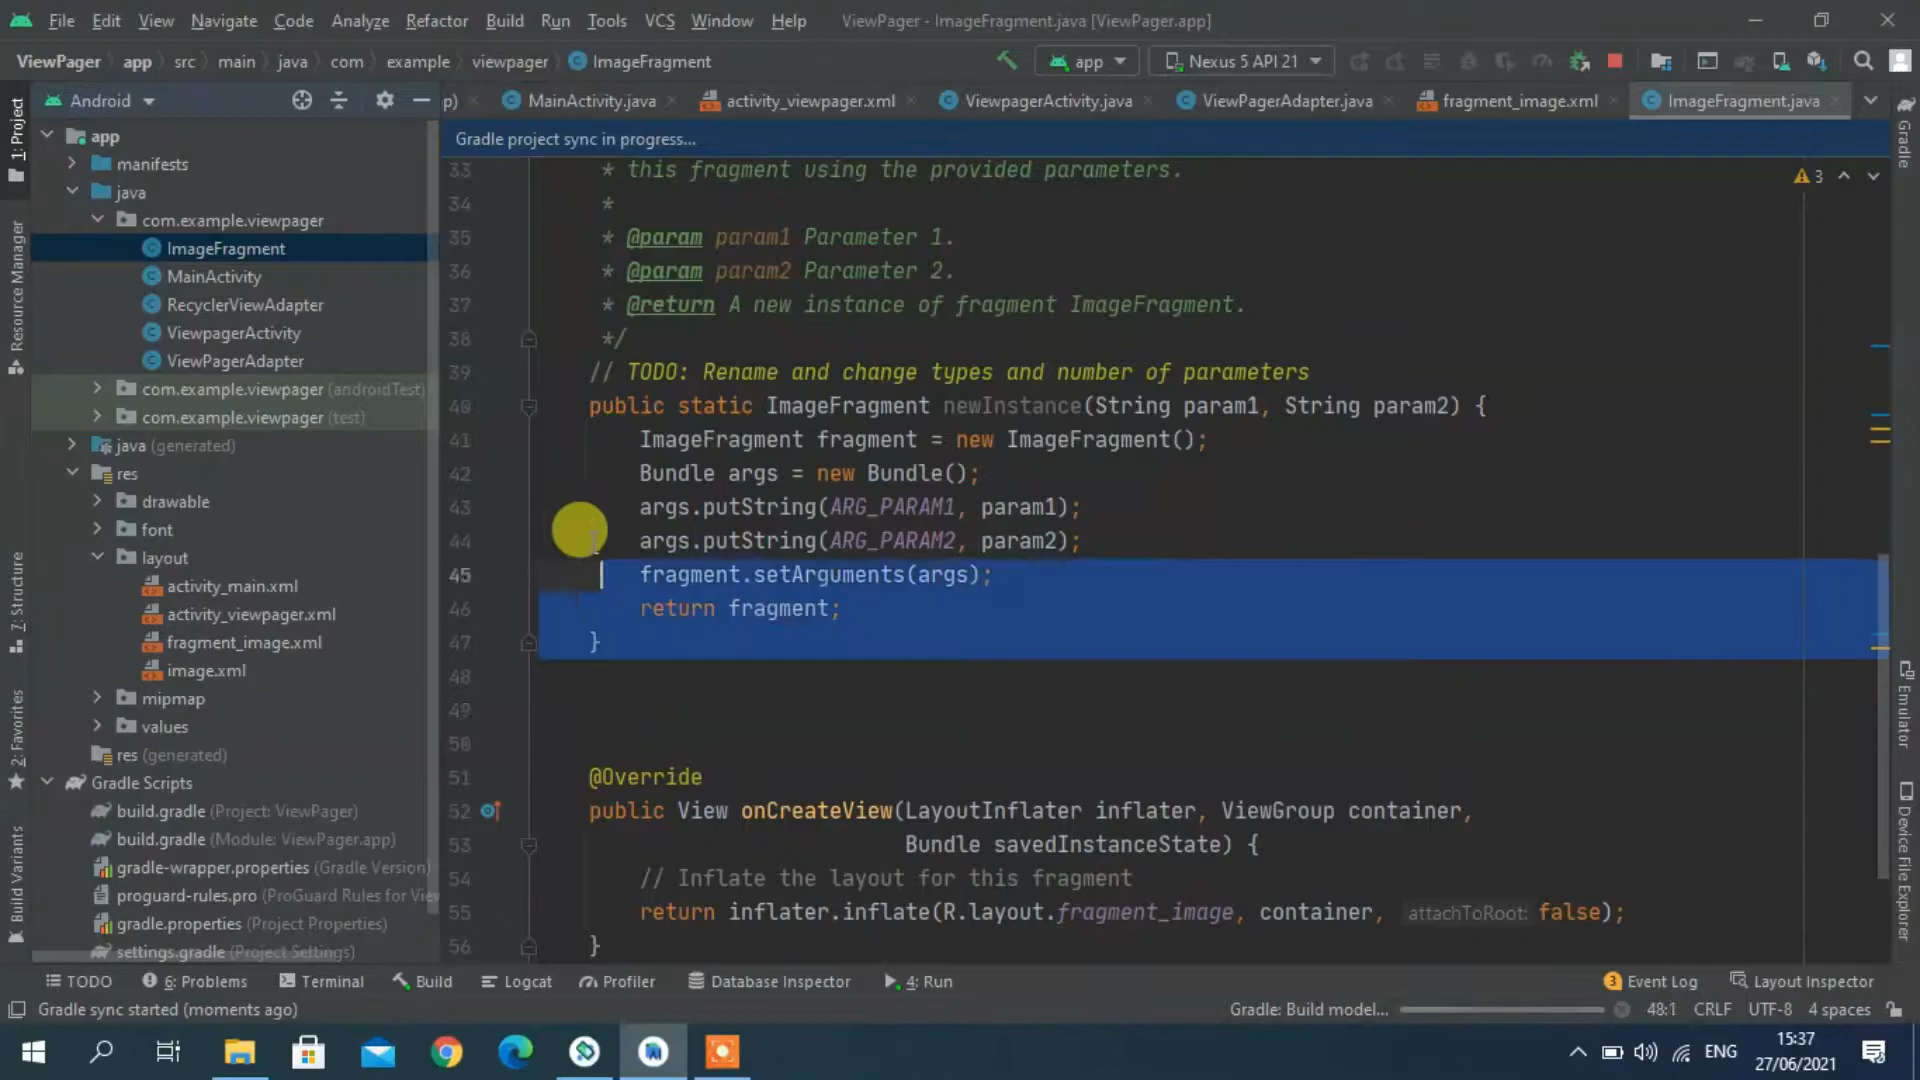 File Edit View Navigate Code Analyze Refactor Build Run Tools VCS Window Help ViewPager - ImageFragment.java [ViewPager.app]
ViewPager app src main java com example viewpager ImageFragment app Nexus 5 API 21
Android p) MainActivity.java activity_viewpager.xml ViewpagerActivity.java ViewPagerAdapter.java fragment_image.xml ImageFragment.java
1: Project
Resource Manager
7: Structure
2: Favorites
Build Variants
app
manifests
java
com.example.viewpager
ImageFragment
MainActivity
RecyclerViewAdapter
ViewpagerActivity
ViewPagerAdapter
com.example.viewpager (androidTest)
com.example.viewpager (test)
java (generated)
res
drawable
font
layout
activity_main.xml
activity_viewpager.xml
fragment_image.xml
image.xml
mipmap
values
res (generated)
Gradle Scripts
build.gradle (Project: ViewPager)
build.gradle (Module: ViewPager.app)
gradle-wrapper.properties (Gradle Version)
proguard-rules.pro (ProGuard Rules for Vie
gradle.properties (Project Properties)
settings.gradle (Project Settings)
Gradle project sync in progress...
3
33 * this fragment using the provided parameters.
34 *
35 * @param param1 Parameter 1.
36 * @param param2 Parameter 2.
37 * @return A new instance of fragment ImageFragment.
38 */
39 // TODO: Rename and change types and number of parameters
40 public static ImageFragment newInstance(String param1, String param2) {
41 ImageFragment fragment = new ImageFragment();
42 Bundle args = new Bundle();
43 args.putString(ARG_PARAM1, param1);
44 args.putString(ARG_PARAM2, param2);
45 fragment.setArguments(args);
46 return fragment;
47 }
48
49
50
51 @Override
52 public View onCreateView(LayoutInflater inflater, ViewGroup container,
53 Bundle savedInstanceState) {
54 // Inflate the layout for this fragment
55 return inflater.inflate(R.layout.fragment_image, container, attachToRoot: false);
56 }
Gradle
Emulator
Device File Explorer
TODO 6: Problems Terminal Build Logcat Profiler Database Inspector 4: Run 3 Event Log Layout Inspector
Gradle sync started (moments ago) Gradle: Build model... 48:1 CRLF UTF-8 4 spaces
ENG
15:37
27/06/2021